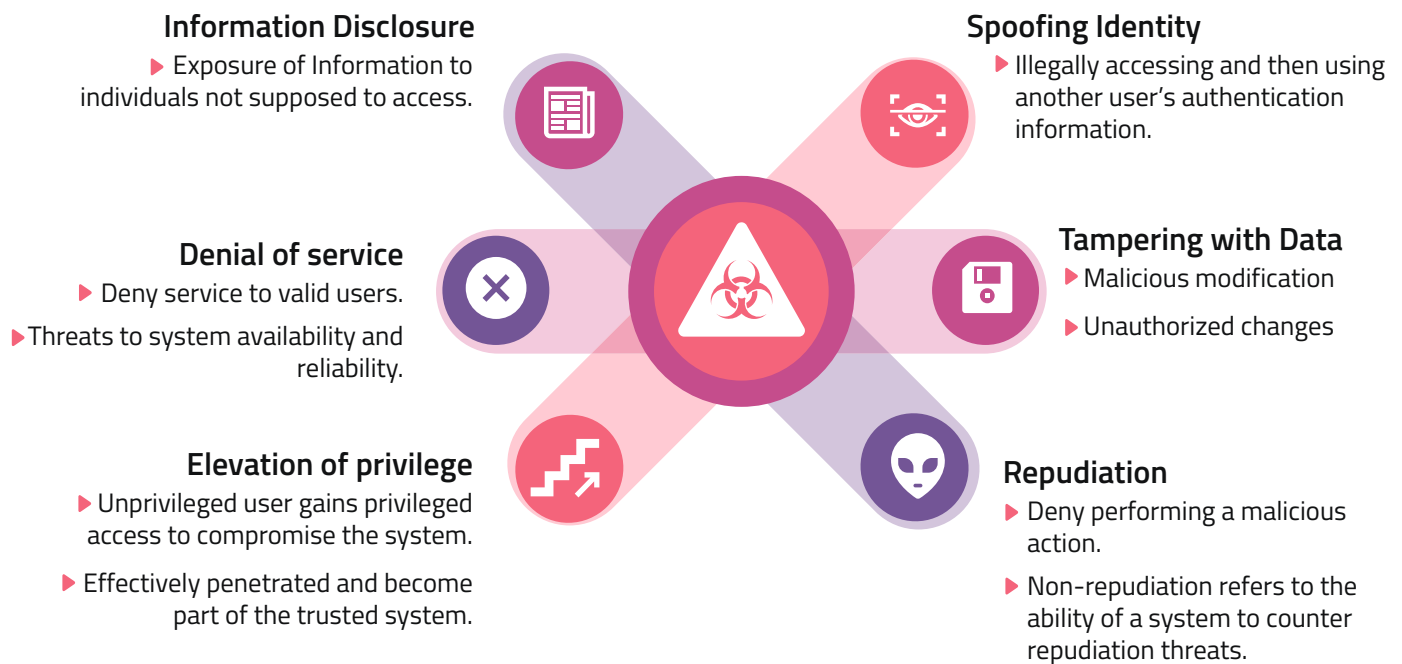 Information Disclosure
Exposure of Information to
individuals not supposed to access.
Denial of service
Deny service to valid users.
Threats to system availability and
reliability.
Elevation of privilege
Unprivileged user gains privileged
access to compromise the system.
Effectively penetrated and become
part of the trusted system.
Spoofing Identity
Illegally accessing and then using
another user’s authentication
information.
Tampering with Data
Malicious modification
Unauthorized changes
Repudiation
Deny performing a malicious
action.
Non-repudiation refers to the
ability of a system to counter
repudiation threats.